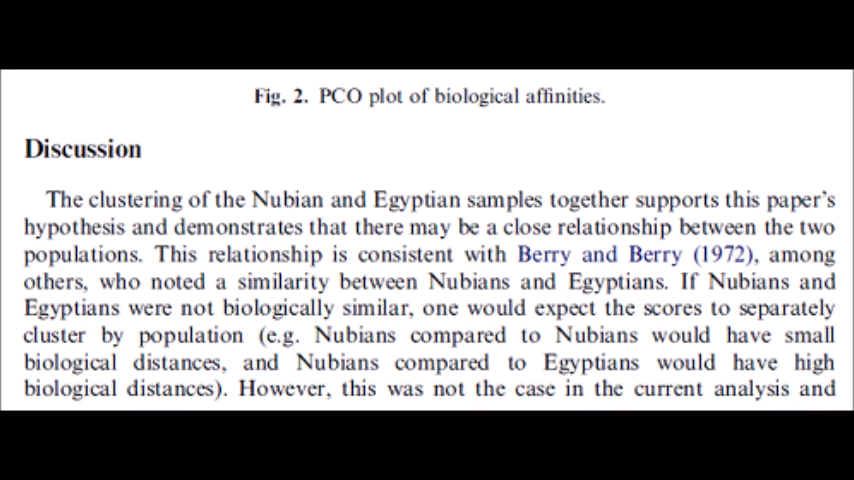 Fig. 2. PCO plot of biological affinities.
Discussion
The clustering of the Nubian and Egyptian samples together supports this paper's
hypothesis and demonstrates that there may be a close relationship between the two
populations. This relationship is consistent with Berry and Berry (1972), among
others, who noted a similarity between Nubians and Egyptians. If Nubians and
Egyptians were not biologically similar, one would expect the scores to separately
cluster by population (e.g. Nubians compared to Nubians would have small
biological distances, and Nubians compared to Egyptians would have high
biological distances). However, this was not the case in the current analysis and